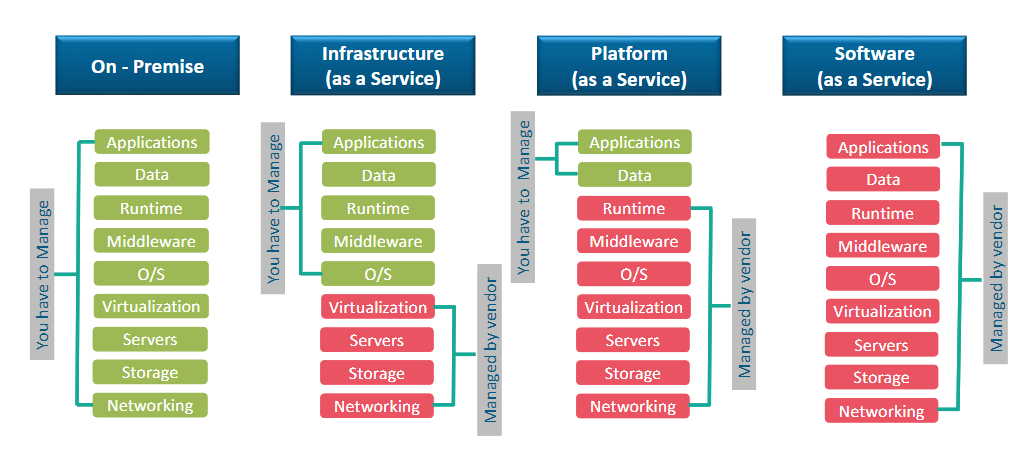 On - Premise
Infrastructure
(as a Service)
Platform
(as a Service)
Software
(as a Service)
You have to Manage
Applications
Data
Runtime
Middleware
O/S
Virtualization
Servers
Storage
Networking
You have to Manage
Applications
Data
Runtime
Middleware
O/S
Virtualization
Servers
Storage
Networking
Managed by vendor
You have to Manage
Applications
Data
Runtime
Middleware
O/S
Virtualization
Servers
Storage
Networking
Managed by vendor
Applications
Data
Runtime
Middleware
O/S
Virtualization
Servers
Storage
Networking
Managed by vendor